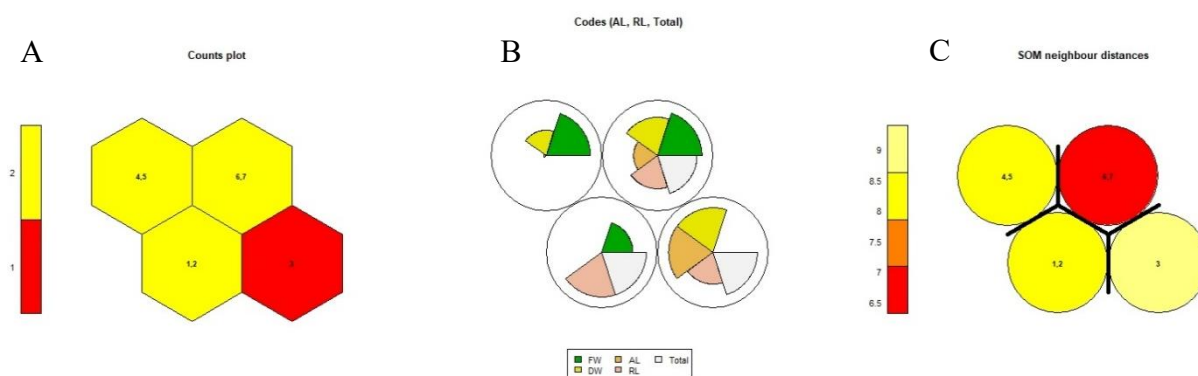 Codes (AL, RL, Total)
A
Counts plot
2
1
4,5
6,7
1,2
3
B
FW
AL
Total
DW
RL
C
SOM neighbour distances
9
8.5
8
7.5
7
6.5
4,5
6,7
1,2
3